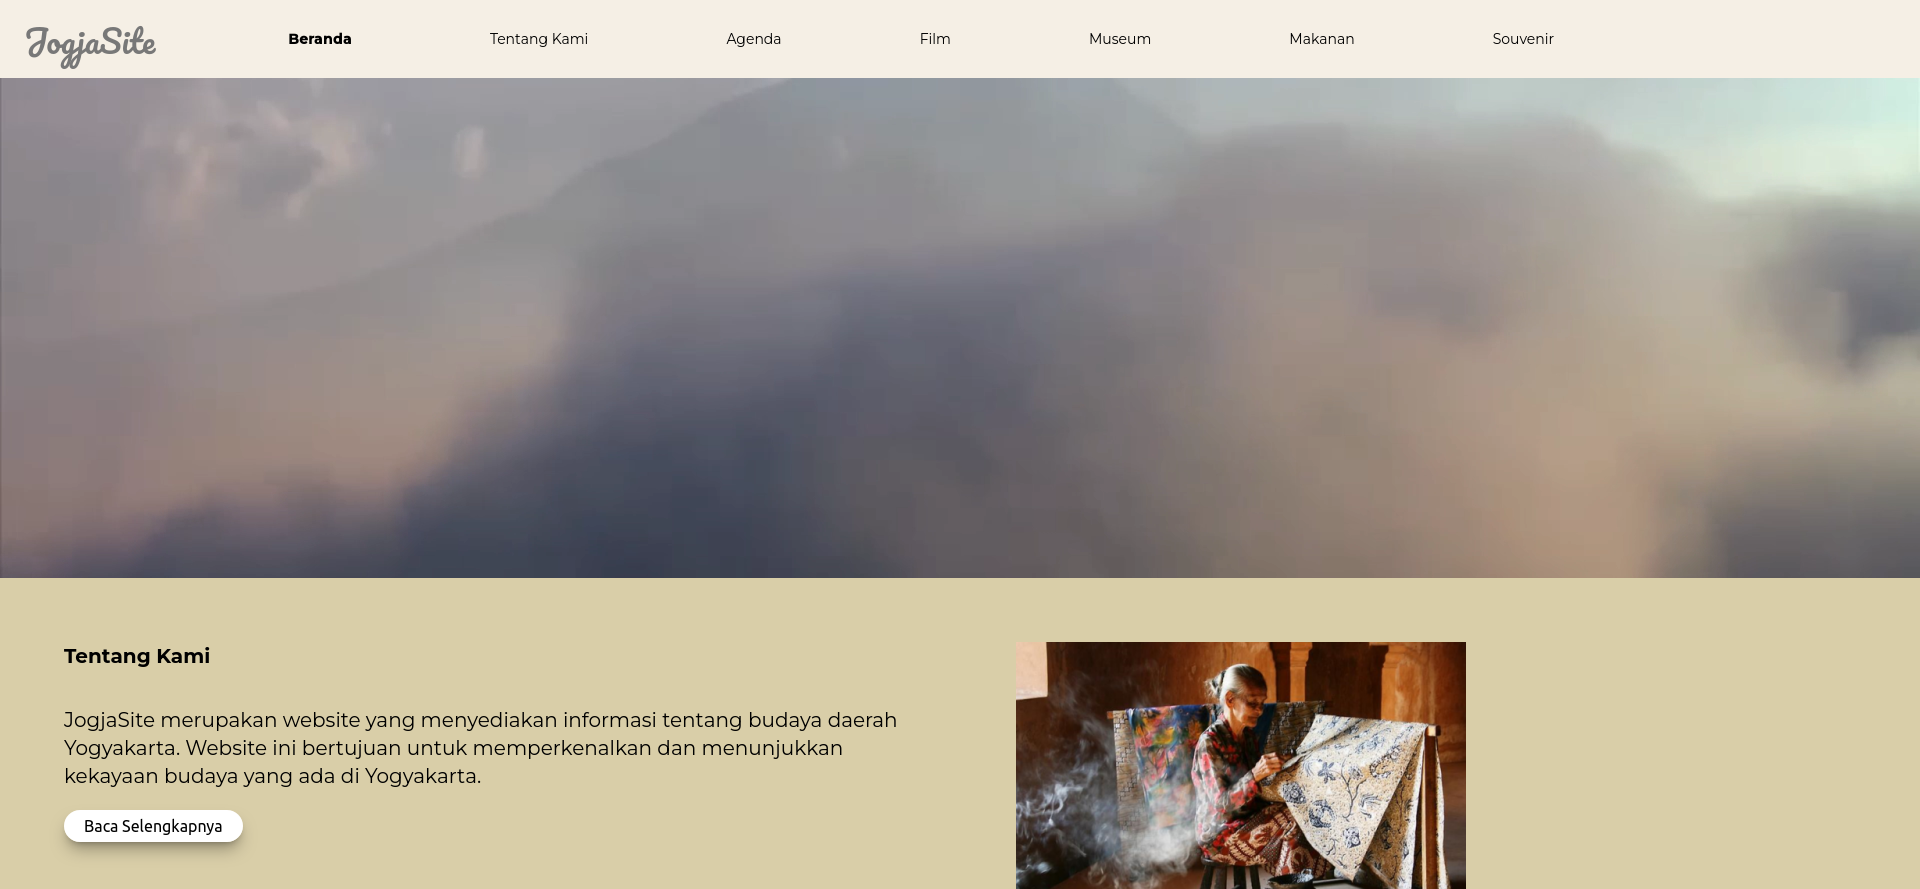 JogjaSite
Beranda
Tentang Kami
Agenda
Film
Museum
Makanan
Souvenir
Tentang Kami
JogjaSite merupakan website yang menyediakan informasi tentang budaya daerah
Yogyakarta. Website ini bertujuan untuk memperkenalkan dan menunjukkan
kekayaan budaya yang ada di Yogyakarta.
Baca Selengkapnya